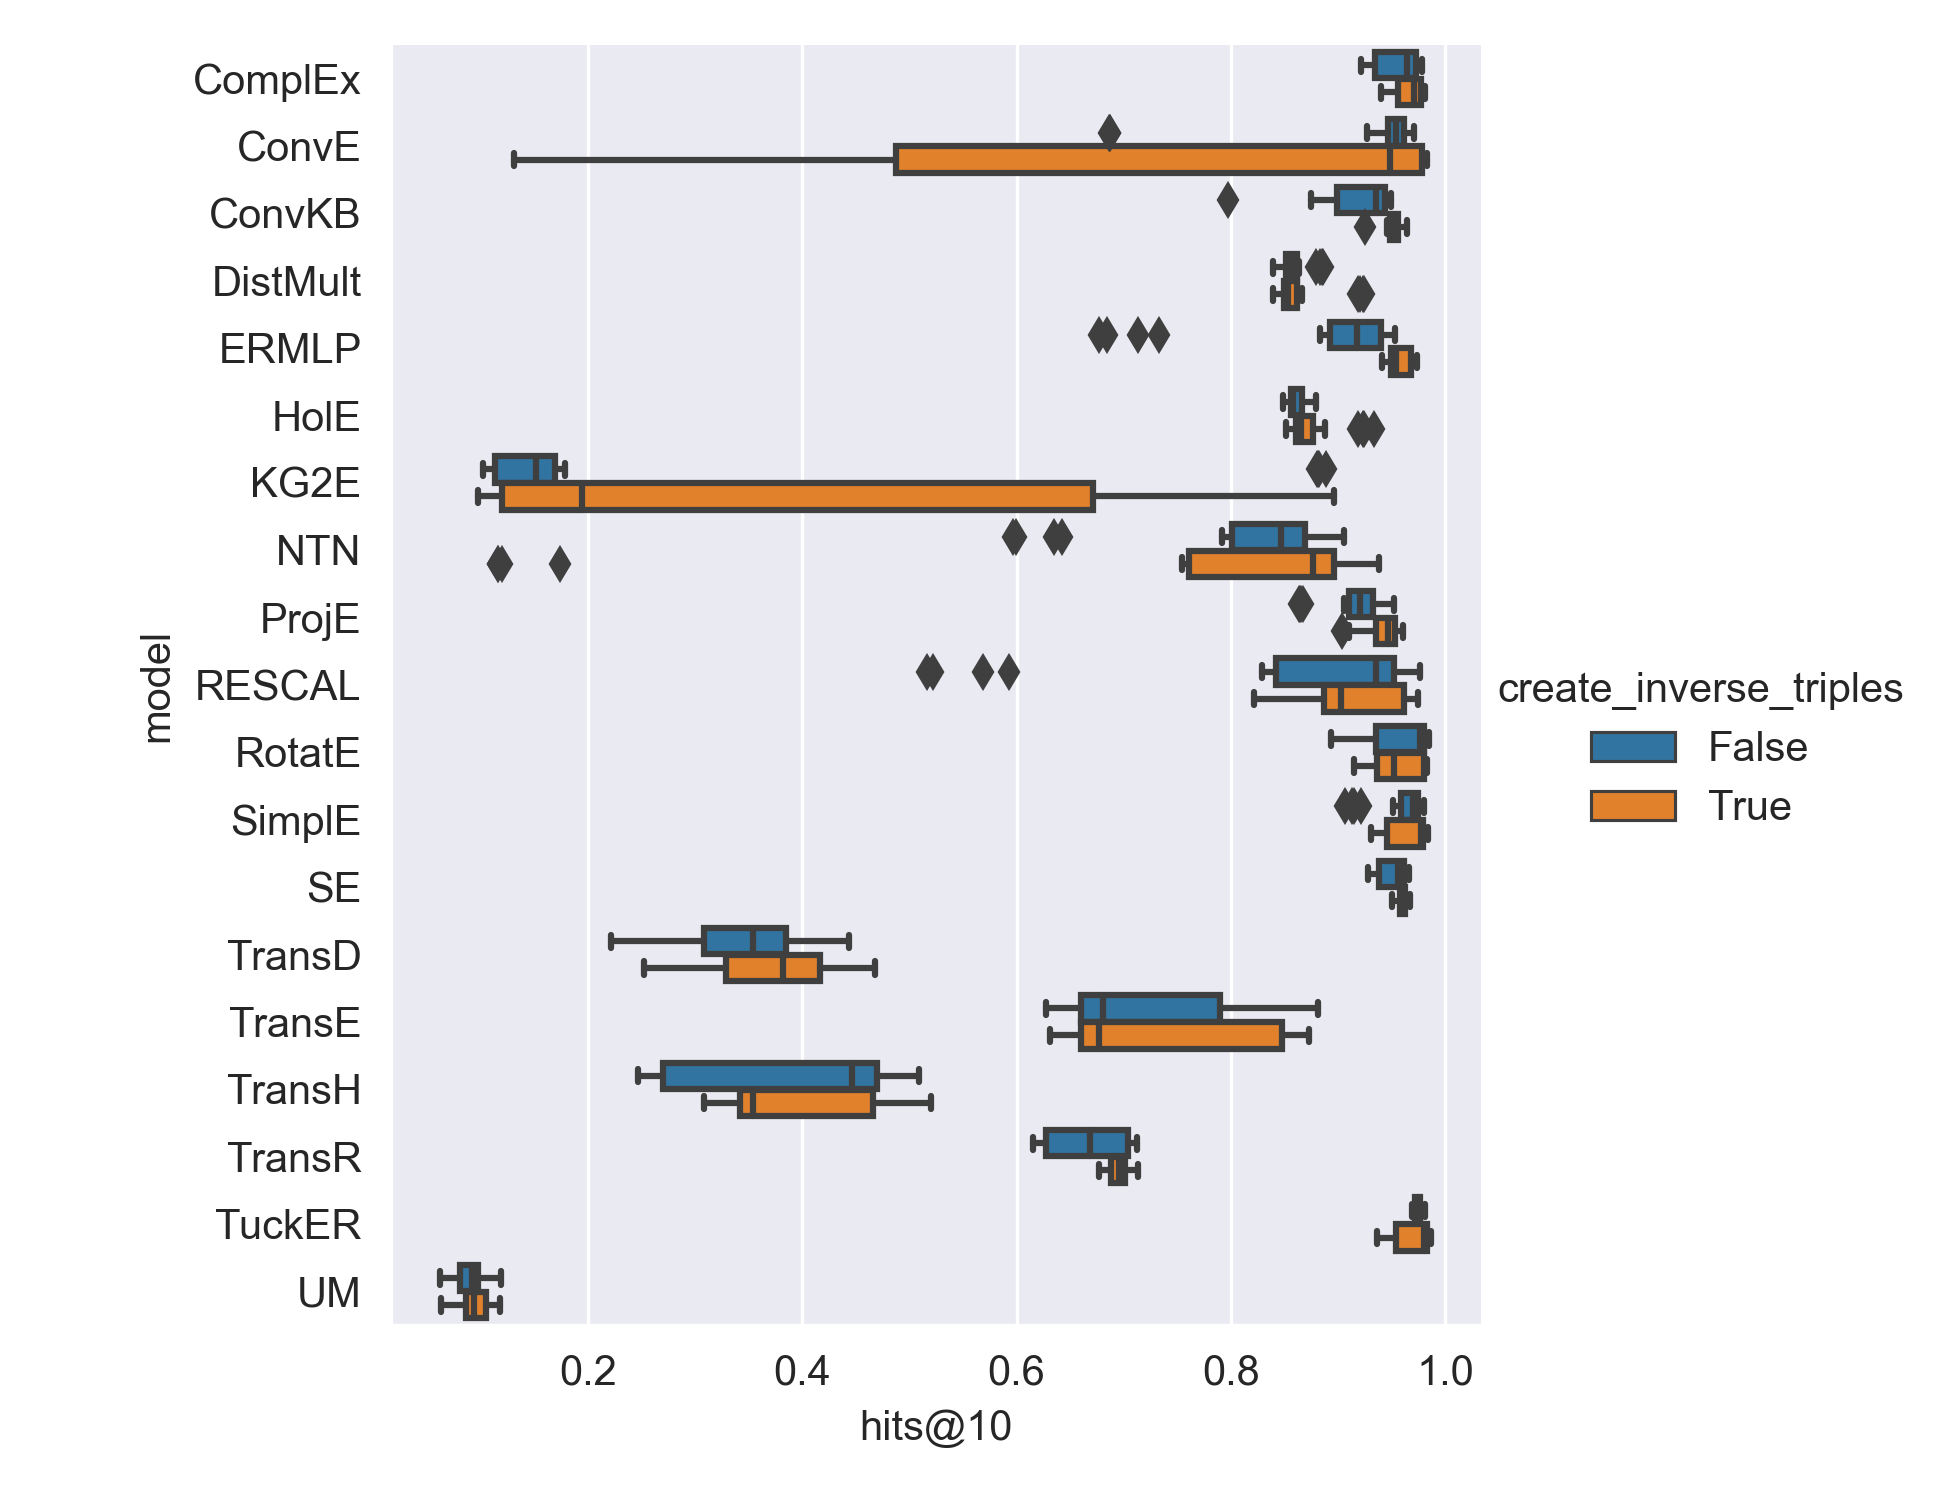 ComplEx
ConvE
ConvKB
DistMult
ERMLP
HolE
KG2E
NTN
ProjE
RESCAL
RotatE
SimplE
SE
TransD
TransE
TransH
TransR
TuckER
UM
model
0.2 0.4 0.6 0.8 1.0
hits@10
create_inverse_triples
False
True